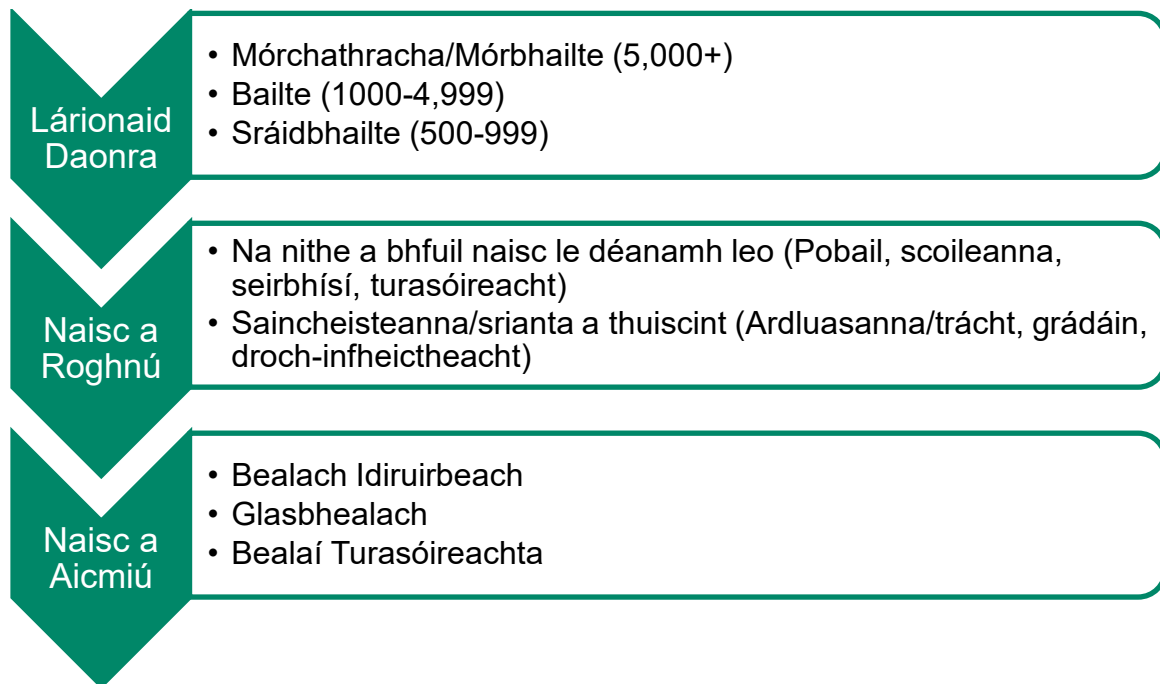 Lárionaid
Daonra
• Mórchathracha/Mórbhailte (5,000+)
• Bailte (1000-4,999)
• Sráidbhailte (500-999)
Naisc a
Roghnú
• Na nithe a bhfuil naisc le déanamh leo (Pobail, scoileanna,
seirbhísí, turasóireacht)
• Saincheisteanna/srianta a thuiscint (Ardluasanna/trácht, grádáin,
droch-infheictheacht)
Naisc a
Aicmiú
• Bealach Idiruirbeach
• Glasbhealach
• Bealaí Turasóireachta